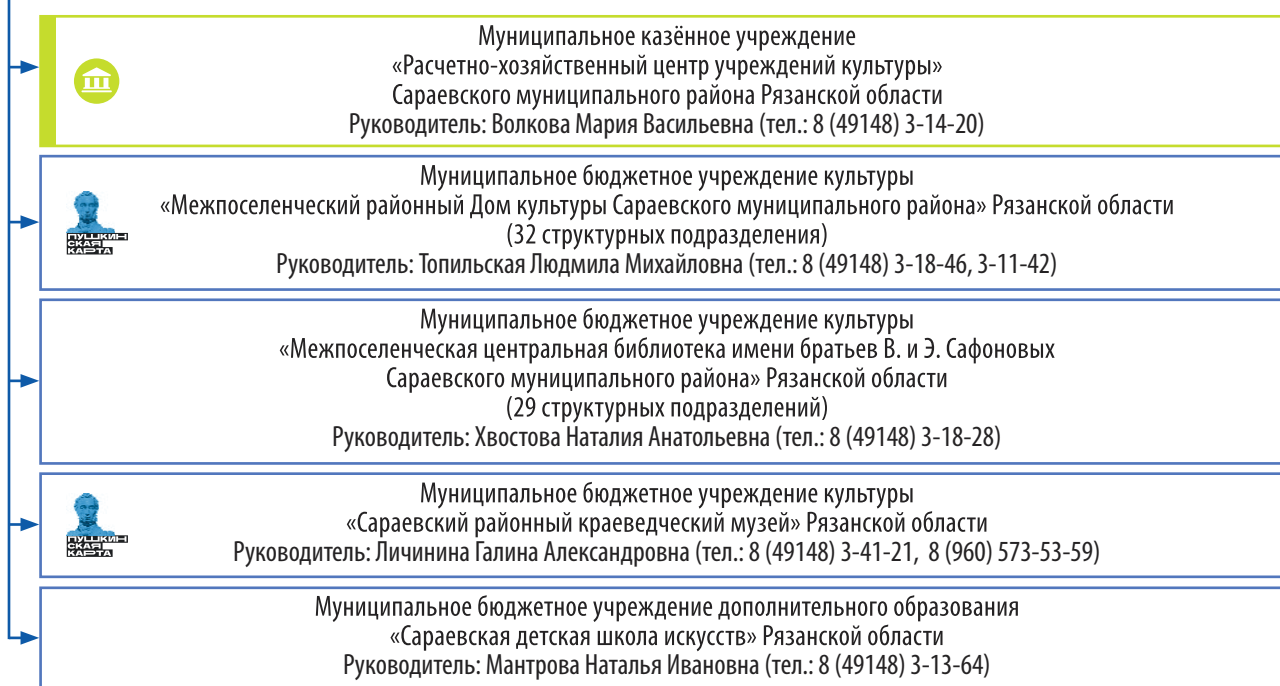 Муниципальное казённое учреждение
«Расчетно-хозяйственный центр учреждений культуры»
Сараевского муниципального района Рязанской области
Руководитель: Волкова Мария Васильевна (тел.: 8 (49148) 3-14-20)
ПУШКИН
СКАЯ
КАРТА
Муниципальное бюджетное учреждение культуры
«Межпоселенческий районный Дом культуры Сараевского муниципального района» Рязанской области
(32 структурных подразделения)
Руководитель: Топильская Людмила Михайловна (тел.: 8 (49148) 3-18-46, 3-11-42)
Муниципальное бюджетное учреждение культуры
«Межпоселенческая центральная библиотека имени братьев В. и Э. Сафоновых
Сараевского муниципального района» Рязанской области
(29 структурных подразделений)
Руководитель: Хвостова Наталия Анатольевна (тел.: 8 (49148) 3-18-28)
ПУШКИН
СКАЯ
КАРТА
Муниципальное бюджетное учреждение культуры
«Сараевский районный краеведческий музей» Рязанской области
Руководитель: Личинина Галина Александровна (тел.: 8 (49148) 3-41-21, 8 (960) 573-53-59)
Муниципальное бюджетное учреждение дополнительного образования
«Сараевская детская школа искусств» Рязанской области
Руководитель: Мантрова Наталья Ивановна (тел.: 8 (49148) 3-13-64)